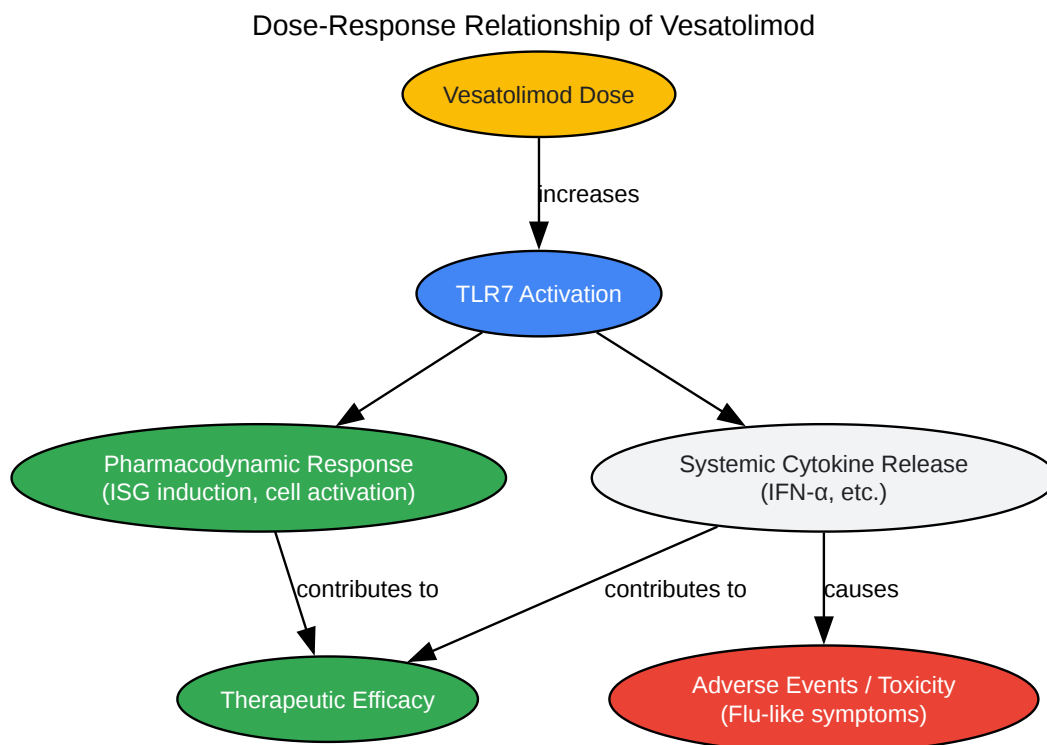 Dose-Response Relationship of Vesatolimod
Vesatolimod Dose
increases
TLR7 Activation
Pharmacodynamic Response
(ISG induction, cell activation)
Systemic Cytokine Release
(IFN-α, etc.)
contributes to
contributes to
causes
Therapeutic Efficacy
Adverse Events / Toxicity
(Flu-like symptoms)